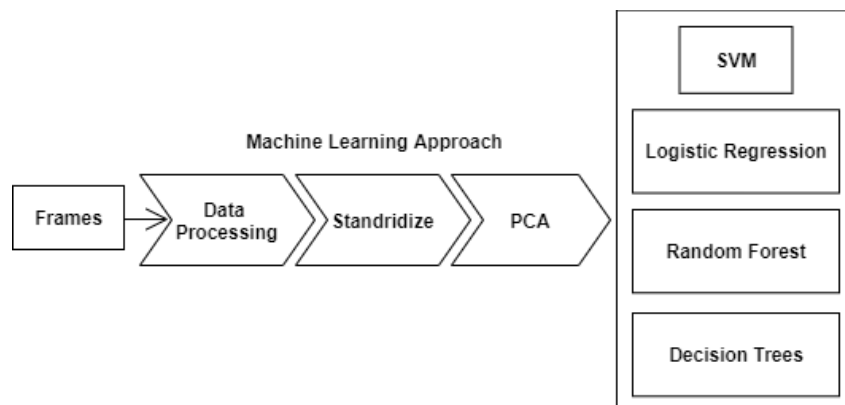 SVM
Machine Learning Approach
Logistic Regression
Frames
Data
Processing
Standridize
PCA
Random Forest
Decision Trees